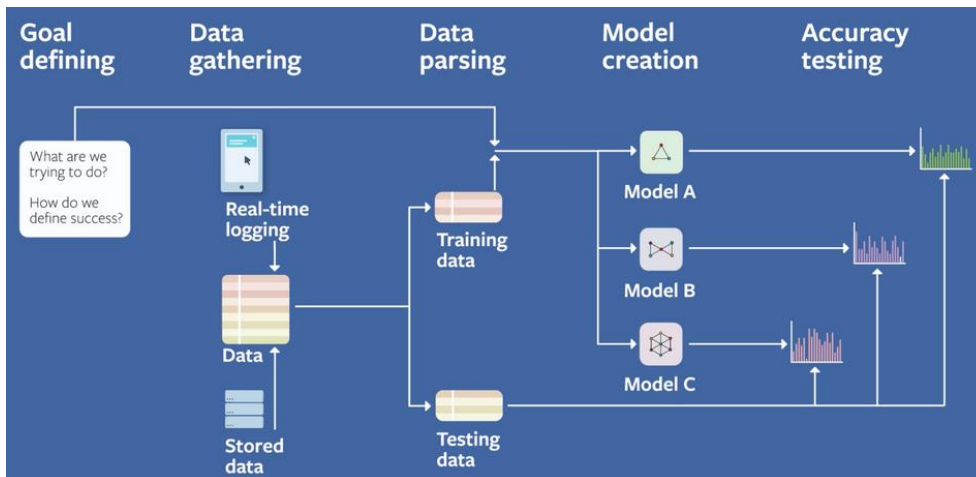 Goal
defining
Data
gathering
Data
parsing
Model
creation
Accuracy
testing
What are we
trying to do?
How do we
define success?
Real-time
logging
Data
Stored
data
Training
data
Testing
data
Model A
Model B
Model C